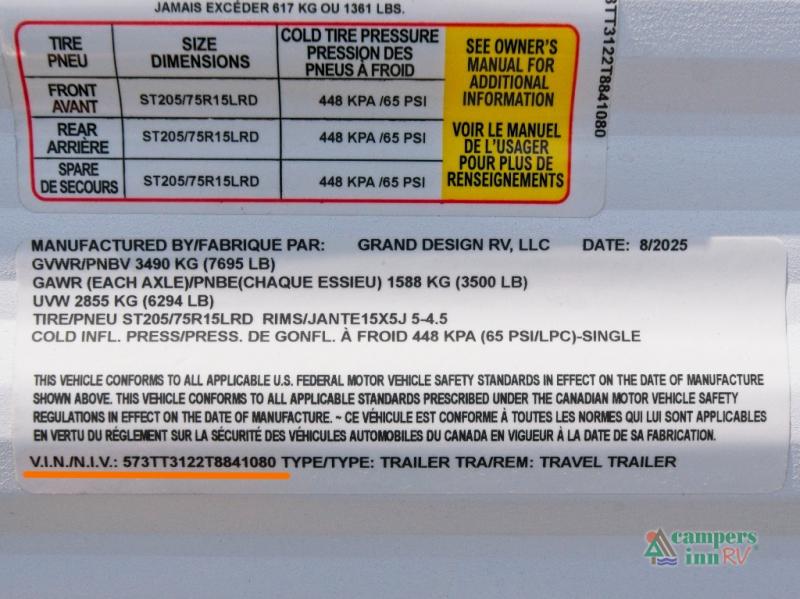 JAMAIS EXCÉDER 617 KG OU 1361 LBS.
TIRE
PNEU
SIZE
DIMENSIONS
COLD TIRE PRESSURE
PRESSION DES
PNEUS À FROID
SEE OWNER'S
MANUAL FOR
ADDITIONAL
INFORMATION
VOIR LE MANUEL
DE L'USAGER
POUR PLUS DE
RENSEIGNEMENTS
FRONT
AVANT
ST205/75R15LRD
448 KPA /65 PSI
REAR
ARRIÈRE
ST205/75R15LRD
448 KPA /65 PSI
SPARE
DE SECOURS
ST205/75R15LRD
448 KPA /65 PSI
3TT3122T8841080
MANUFACTURED BY/FABRIQUE PAR: GRAND DESIGN RV, LLC DATE: 8/2025
GVWR/PNBV 3490 KG (7695 LB)
GAWR (EACH AXLE)/PNBE(CHAQUE ESSIEU) 1588 KG (3500 LB)
UVW 2855 KG (6294 LB)
TIRE/PNEU ST205/75R15LRD RIMS/JANTE15X5J 5-4.5
COLD INFL. PRESS/PRESS. DE GONFL. À FROID 448 KPA (65 PSI/LPC)-SINGLE
THIS VEHICLE CONFORMS TO ALL APPLICABLE U.S. FEDERAL MOTOR VEHICLE SAFETY STANDARDS IN EFFECT ON THE DATE OF MANUFACTURE
SHOWN ABOVE. THIS VEHICLE CONFORMS TO ALL APPLICABLE STANDARDS PRESCRIBED UNDER THE CANADIAN MOTOR VEHICLE SAFETY
REGULATIONS IN EFFECT ON THE DATE OF MANUFACTURE. ~ CE VÉHICULE EST CONFORME À TOUTES LES NORMES QUI LUI SONT APPLICABLES
EN VERTU DU RÉGLEMENT SUR LA SÉCURITÉ DES VÉHICULES AUTOMOBILES DU CANADA EN VIGUEUR À LA DATE DE SA FABRICATION.
V.I.N./N.I.V.: 573TT3122T8841080 TYPE/TYPE: TRAILER TRA/REM: TRAVEL TRAILER
campers
inn RV